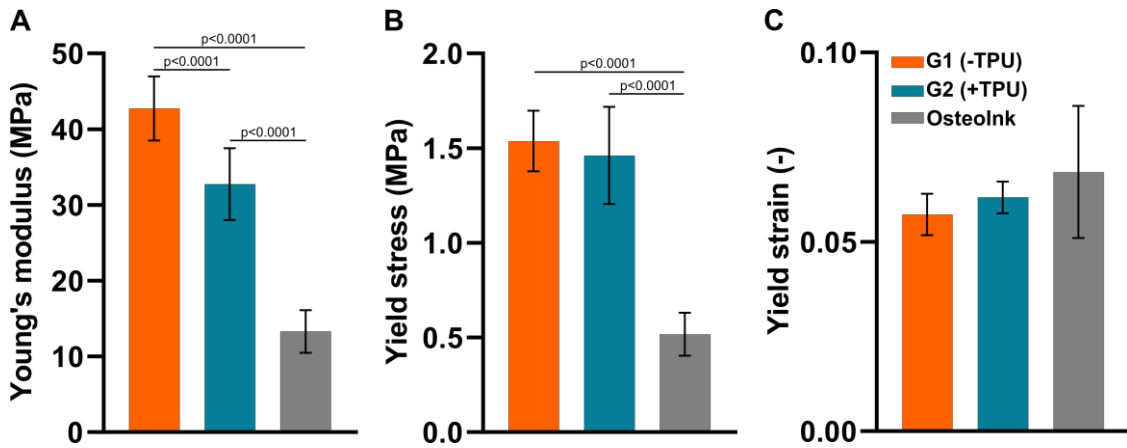 A
Young's modulus (MPa)
50
40
30
20
10
0
p<0.0001
p<0.0001
p<0.0001
B
Yield stress (MPa)
2.0
1.5
1.0
0.5
0.0
p<0.0001
p<0.0001
C
Yield strain (-)
0.10
0.05
0.00
G1 (-TPU)
G2 (+TPU)
OsteoInk